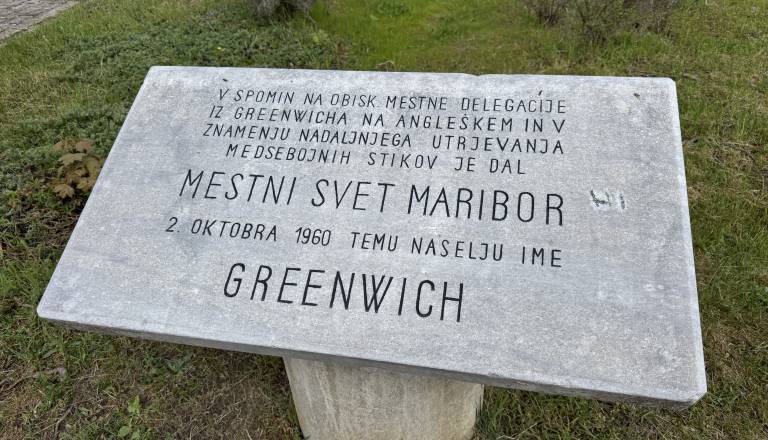 V SPOMIN NA OBISK MESTNE DELEGACIJE
IZ GREENWICHA NA ANGLEŠKEM IN V
ZNAMENJU NADALJNJEGA UTRJEVANJA
MEDSEBOJNIH STIKOV JE DAL
MESTNI SVET MARIBOR
2. OKTOBRA 1960 TEMU NASELJU IME
GREENWICH